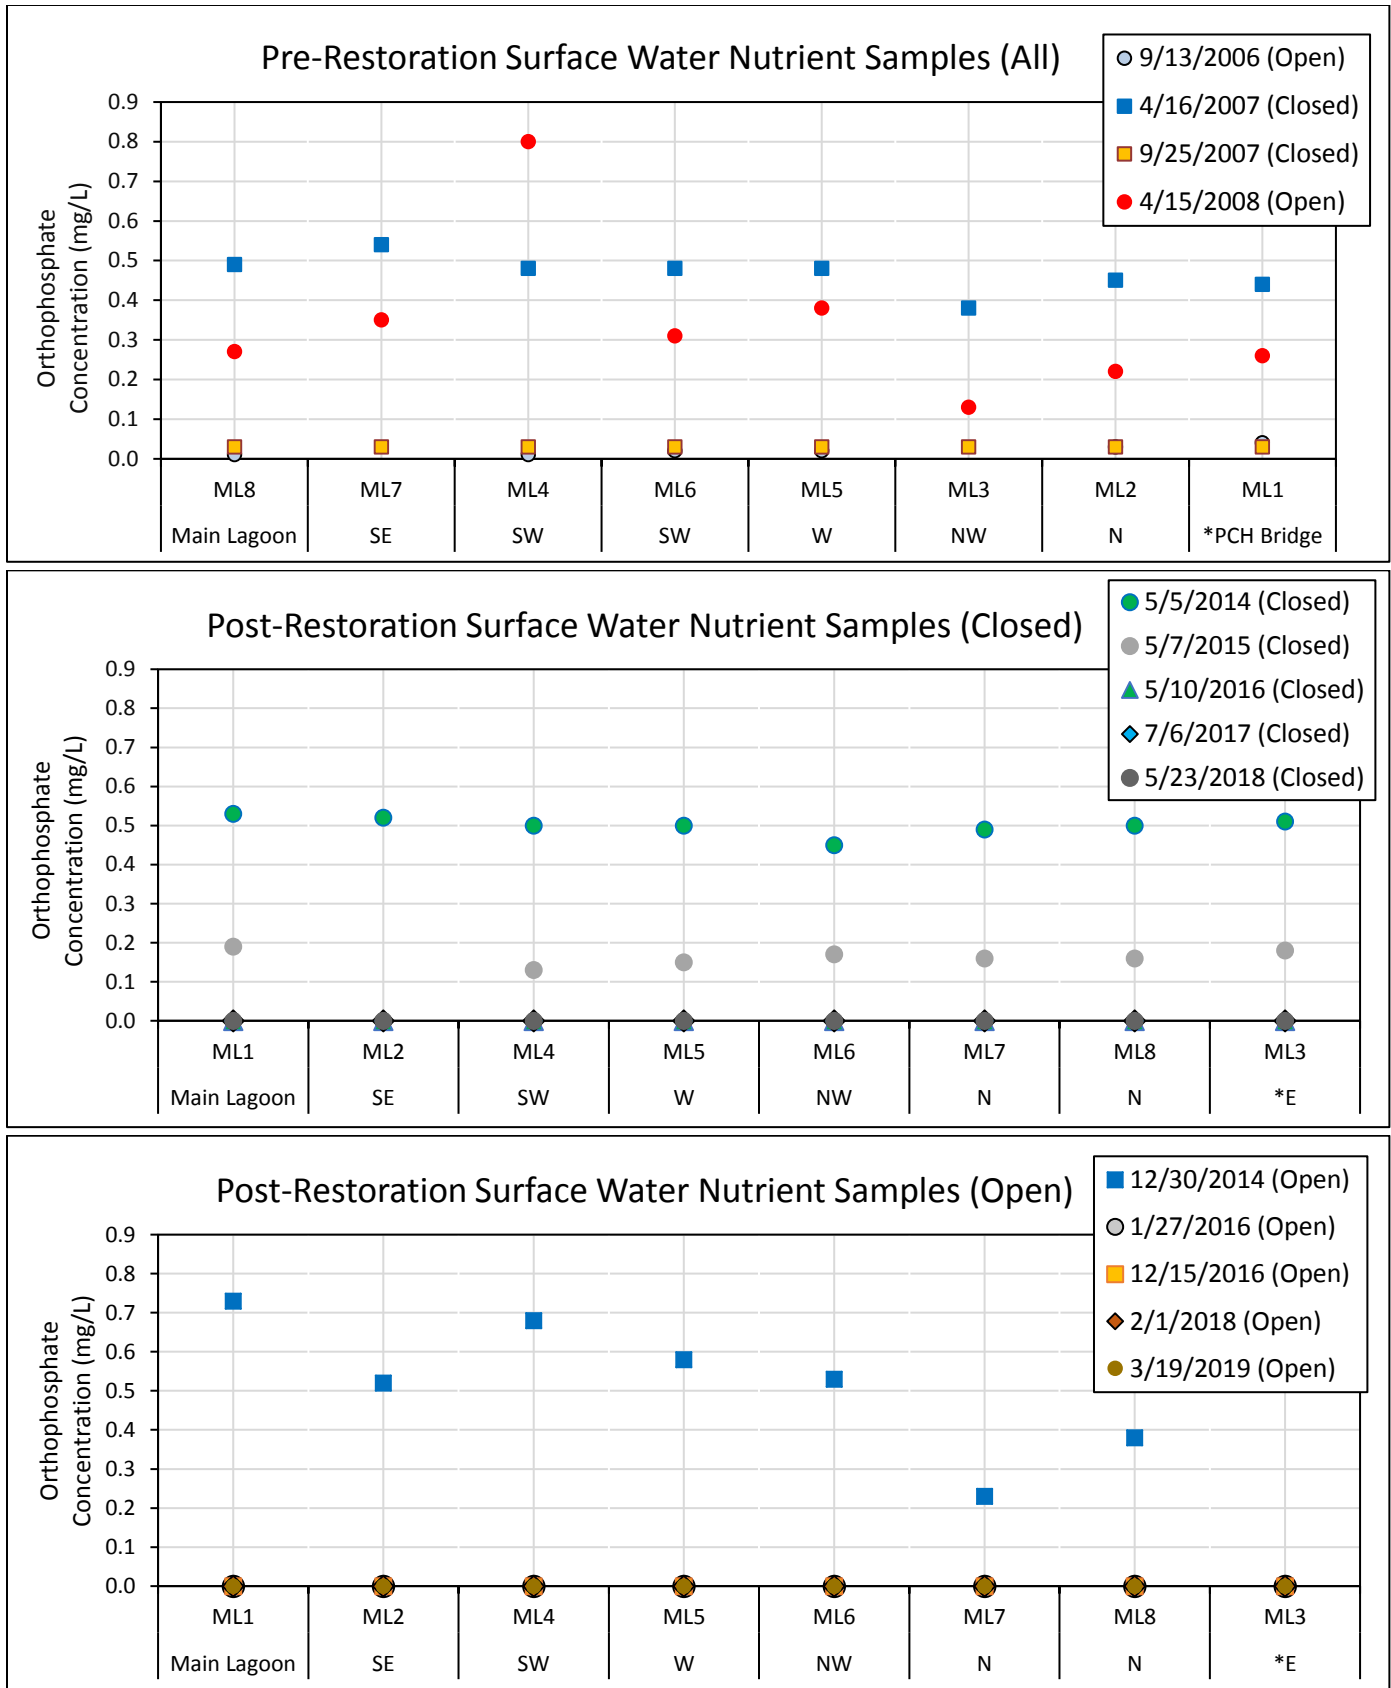 Pre-Restoration Surface Water Nutrient Samples (All)
9/13/2006 (Open)
4/16/2007 (Closed)
9/25/2007 (Closed)
4/15/2008 (Open)
Orthophosphate
Concentration (mg/L)
0.9
0.8
0.7
0.6
0.5
0.4
0.3
0.2
0.1
0.0
ML8 ML7 ML4 ML6 ML5 ML3 ML2 ML1
Main Lagoon SE SW SW W NW N *PCH Bridge
Post-Restoration Surface Water Nutrient Samples (Closed)
5/5/2014 (Closed)
5/7/2015 (Closed)
5/10/2016 (Closed)
7/6/2017 (Closed)
5/23/2018 (Closed)
Orthophosphate
Concentration (mg/L)
0.9
0.8
0.7
0.6
0.5
0.4
0.3
0.2
0.1
0.0
ML1 ML2 ML4 ML5 ML6 ML7 ML8 ML3
Main Lagoon SE SW W NW N N *E
Post-Restoration Surface Water Nutrient Samples (Open)
12/30/2014 (Open)
1/27/2016 (Open)
12/15/2016 (Open)
2/1/2018 (Open)
3/19/2019 (Open)
Orthophosphate
Concentration (mg/L)
0.9
0.8
0.7
0.6
0.5
0.4
0.3
0.2
0.1
0.0
ML1 ML2 ML4 ML5 ML6 ML7 ML8 ML3
Main Lagoon SE SW W NW N N *E